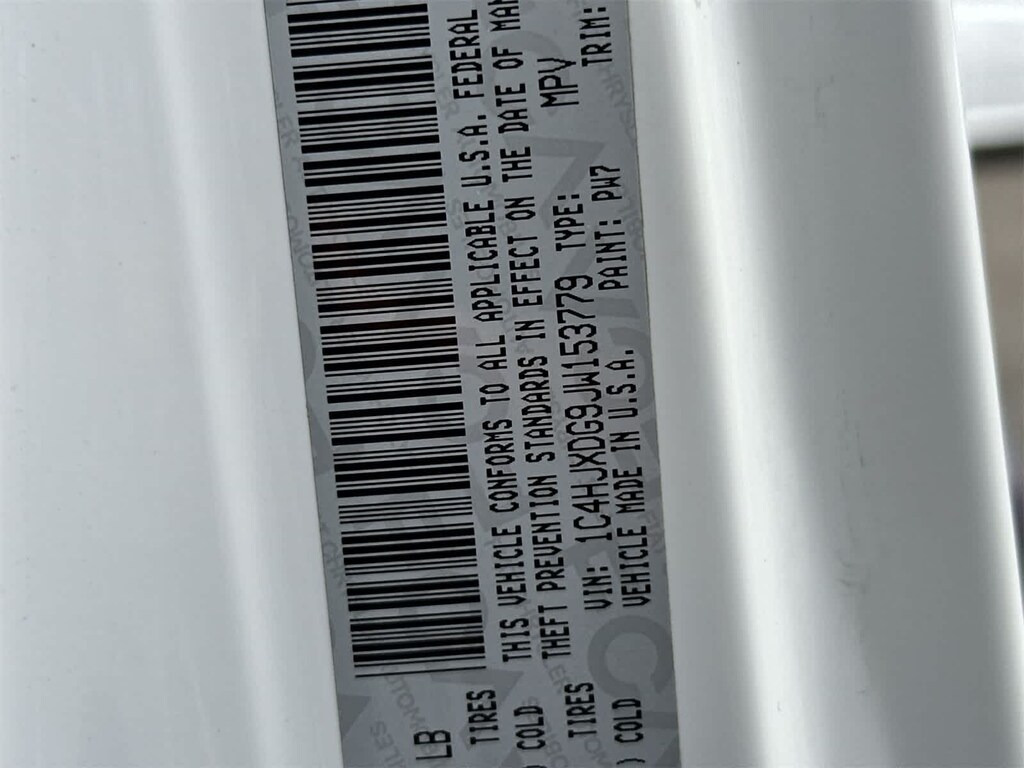 LB
TIRES
) COLD
THIS VEHICLE CONFORMS TO ALL APPLICABLE U.S.A. FEDERAL
THEFT PREVENTION STANDARDS IN EFFECT ON THE DATE OF MAN
TIRES
VIN: 1C4HJXDG9JW153779 TYPE: MPV
) COLD
VEHICLE MADE IN U.S.A. PAINT: PW7 TRIM: